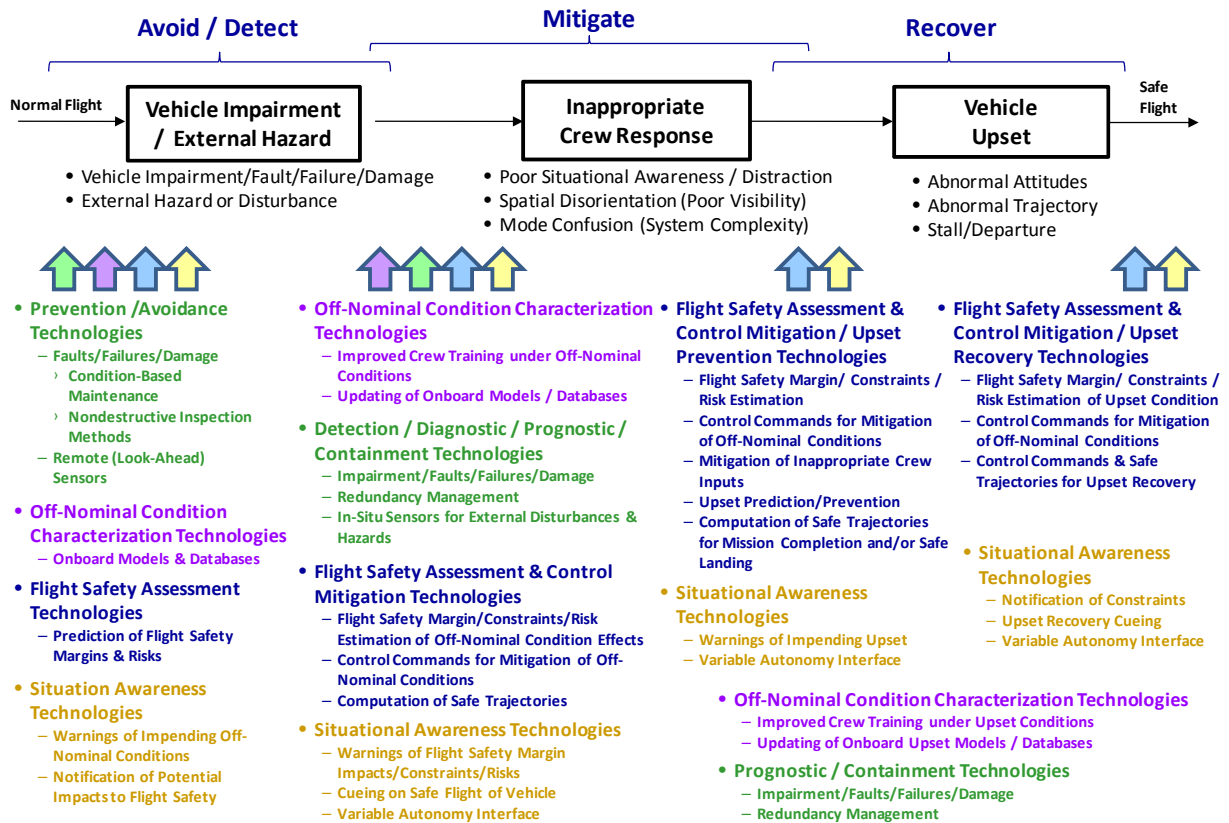 Avoid / Detect
Mitigate
Recover
Normal Flight
Vehicle Impairment
/ External Hazard
Inappropriate
Crew Response
Vehicle
Upset
Safe
Flight
• Vehicle Impairment/Fault/Failure/Damage
• External Hazard or Disturbance
• Poor Situational Awareness / Distraction
• Spatial Disorientation (Poor Visibility)
• Mode Confusion (System Complexity)
• Abnormal Attitudes
• Abnormal Trajectory
• Stall/Departure
• Prevention /Avoidance
Technologies
– Faults/Failures/Damage
› Condition-Based
Maintenance
› Nondestructive Inspection
Methods
– Remote (Look-Ahead)
Sensors
• Off-Nominal Condition
Characterization Technologies
– Onboard Models & Databases
• Flight Safety Assessment
Technologies
– Prediction of Flight Safety
Margins & Risks
• Situation Awareness
Technologies
– Warnings of Impending Off-
Nominal Conditions
– Notification of Potential
Impacts to Flight Safety
• Off-Nominal Condition Characterization
Technologies
– Improved Crew Training under Off-Nominal
Conditions
– Updating of Onboard Models / Databases
• Detection / Diagnostic / Prognostic /
Containment Technologies
– Impairment/Faults/Failures/Damage
– Redundancy Management
– In-Situ Sensors for External Disturbances &
Hazards
• Flight Safety Assessment & Control
Mitigation Technologies
– Flight Safety Margin/Constraints/Risk
Estimation of Off-Nominal Condition Effects
– Control Commands for Mitigation of Off-
Nominal Conditions
– Computation of Safe Trajectories
• Situational Awareness Technologies
– Warnings of Flight Safety Margin
Impacts/Constraints/Risks
– Cueing on Safe Flight of Vehicle
– Variable Autonomy Interface
• Flight Safety Assessment &
Control Mitigation / Upset
Prevention Technologies
– Flight Safety Margin/ Constraints /
Risk Estimation
– Control Commands for Mitigation
of Off-Nominal Conditions
– Mitigation of Inappropriate Crew
Inputs
– Upset Prediction/Prevention
– Computation of Safe Trajectories
for Mission Completion and/or Safe
Landing
• Situational Awareness
Technologies
– Warnings of Impending Upset
– Variable Autonomy Interface
• Flight Safety Assessment &
Control Mitigation / Upset
Recovery Technologies
– Flight Safety Margin/ Constraints /
Risk Estimation of Upset Condition
– Control Commands for Mitigation
of Off-Nominal Conditions
– Control Commands & Safe
Trajectories for Upset Recovery
• Situational Awareness
Technologies
– Notification of Constraints
– Upset Recovery Cueing
– Variable Autonomy Interface
• Off-Nominal Condition Characterization Technologies
– Improved Crew Training under Upset Conditions
– Updating of Onboard Upset Models / Databases
• Prognostic / Containment Technologies
– Impairment/Faults/Failures/Damage
– Redundancy Management